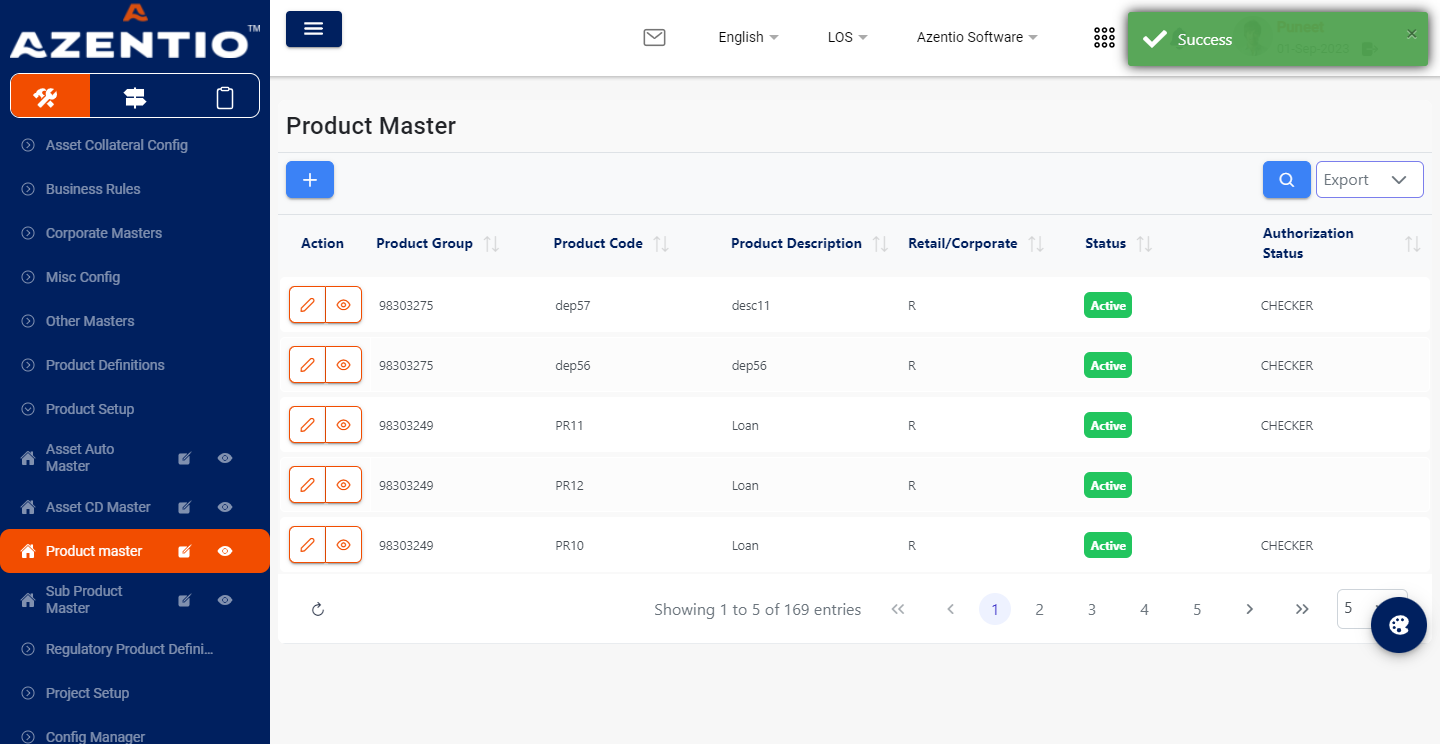 AZENTIO™
English
LOS
Azentio Software
Success
×
Puneet
01-Sep-2023
Asset Collateral Config
Business Rules
Corporate Masters
Misc Config
Other Masters
Product Definitions
Product Setup
Asset Auto
Master
Asset CD Master
Product master
Sub Product
Master
Regulatory Product Defini...
Project Setup
Config Manager
Product Master
Export
Action Product Group Product Code Product Description Retail/Corporate Status Authorization
Status
98303275 dep57 desc11 R Active CHECKER
98303275 dep56 dep56 R Active CHECKER
98303249 PR11 Loan R Active CHECKER
98303249 PR12 Loan R Active
98303249 PR10 Loan R Active CHECKER
Showing 1 to 5 of 169 entries 1 2 3 4 5 5